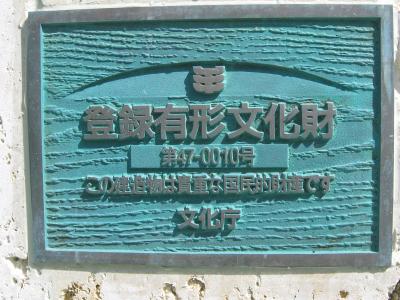 登録有形文化財
第47-0010号
この建造物は貴重な国民的財産です
文化庁